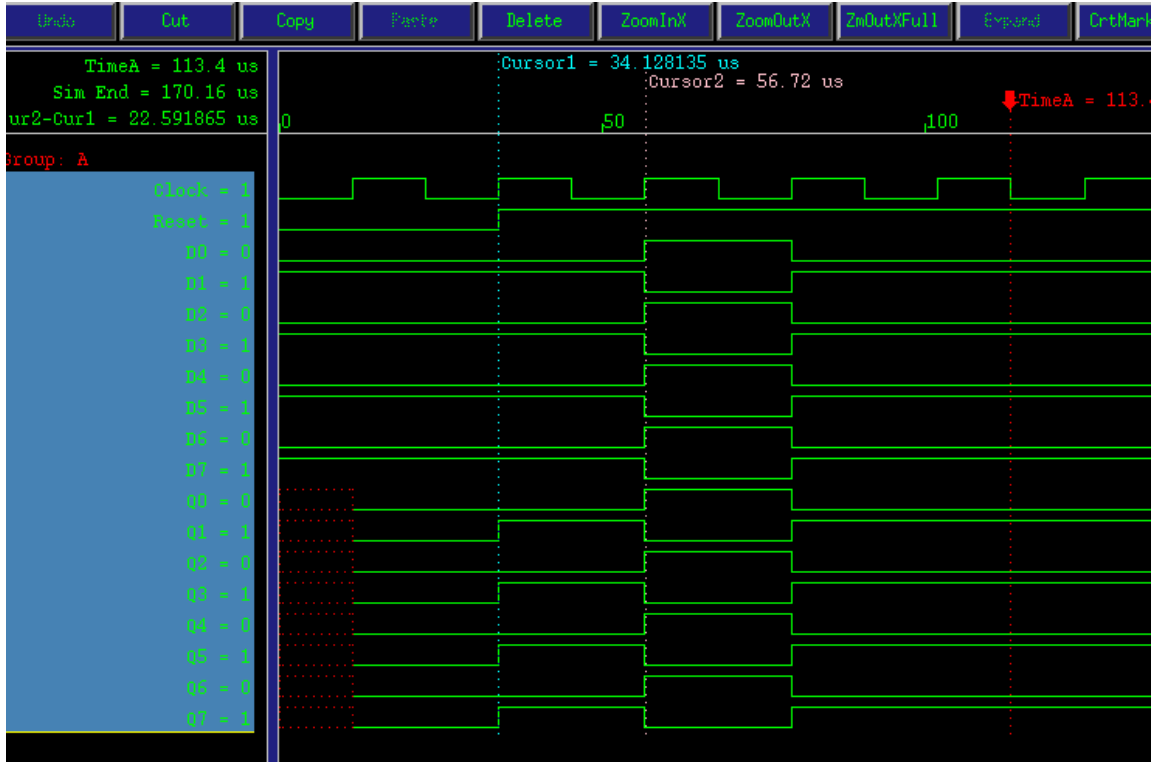 Undo Cut Copy Paste Delete ZoomInX ZoomOutX ZmOutXFull Expand CrtMark
TimeA = 113.4 us
Sim End = 170.16 us
ur2-Cur1 = 22.591865 us
Cursor1 = 34.128135 us
Cursor2 = 56.72 us
TimeA = 113.
0 50 100
Group: A
Clock = 1
Reset = 1
D0 = 0
D1 = 1
D2 = 0
D3 = 1
D4 = 0
D5 = 1
D6 = 0
D7 = 1
Q0 = 0
Q1 = 1
Q2 = 0
Q3 = 1
Q4 = 0
Q5 = 1
Q6 = 0
Q7 = 1